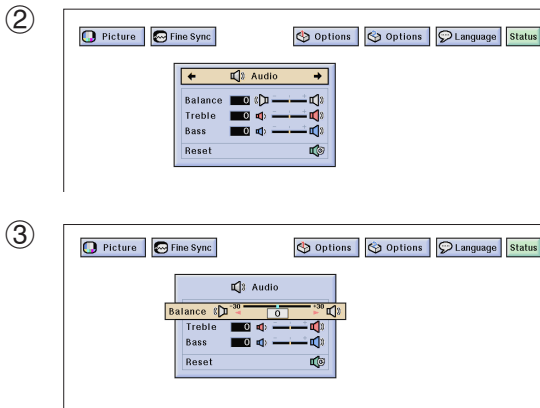 ②
Picture Fine Sync Options Options Language Status
Audio
Balance 0 - +
Treble 0 - +
Bass 0 - +
Reset
③
Picture Fine Sync Options Options Language Status
Audio
Balance -30 0 +30
Treble 0 - +
Bass 0 - +
Reset